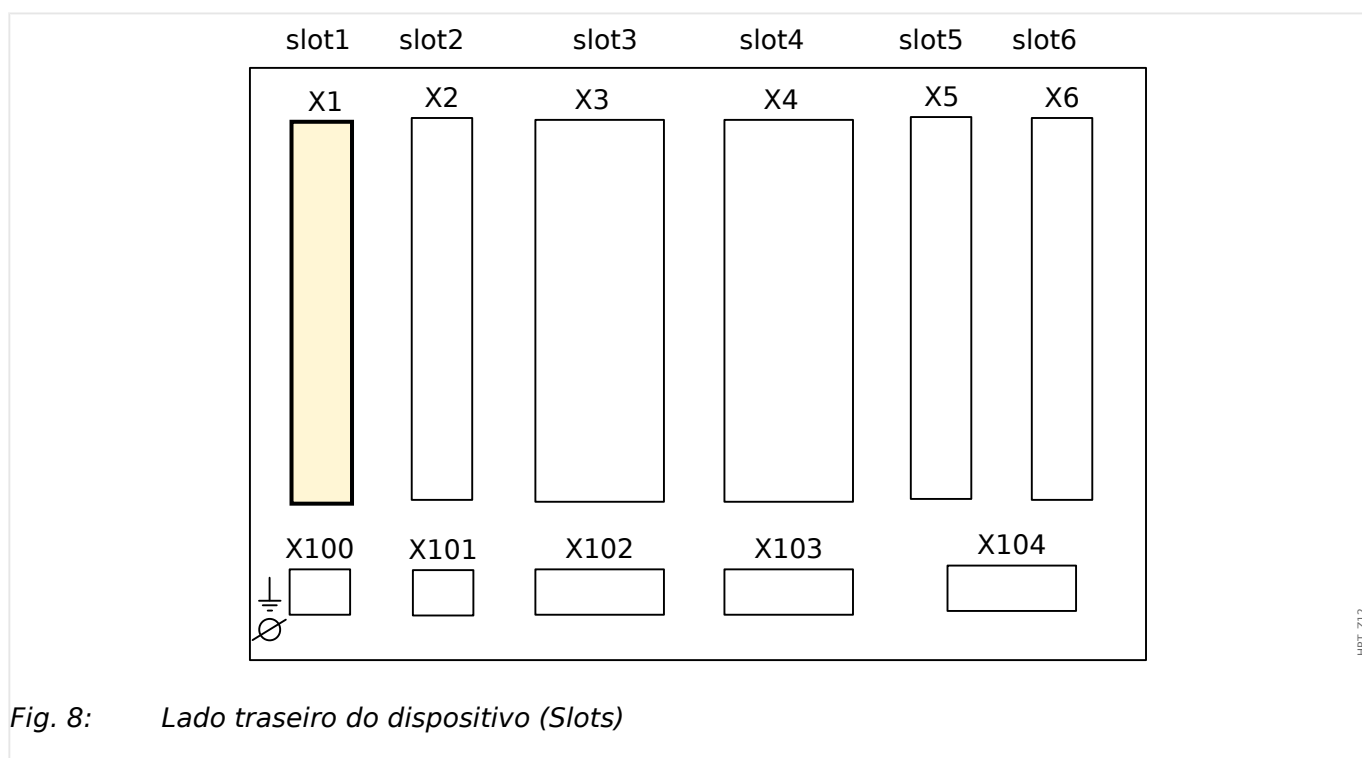 slot1 slot2 slot3 slot4 slot5 slot6
X1 X2 X3 X4 X5 X6
X100 X101 X102 X103 X104
Fig. 8: Lado traseiro do dispositivo (Slots)